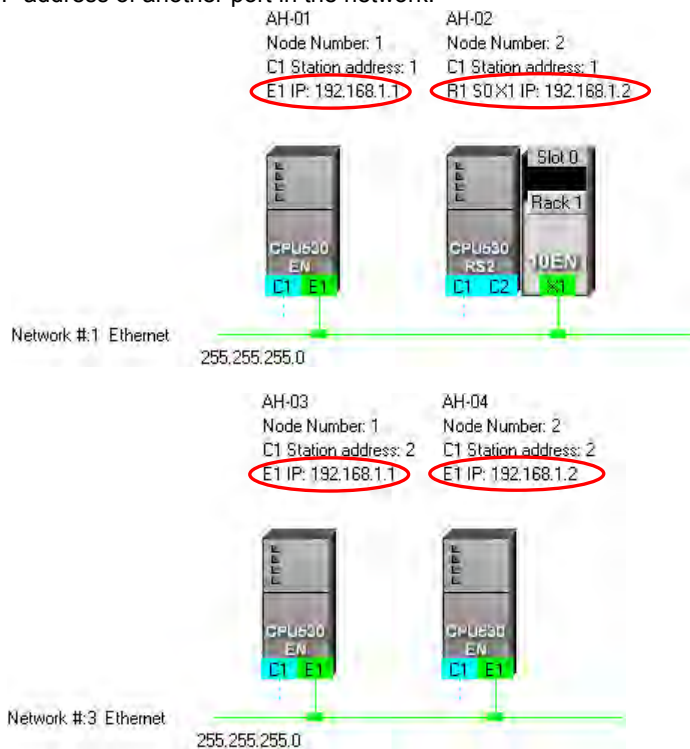 IP address of another port in the network.
AH-01 AH-02
Node Number: 1 Node Number: 2
C1 Station address: 1 C1 Station address: 1
E1 IP: 192.168.1.1 R1 S0 X1 IP: 192.168.1.2
Slot 0
Rack 1
CPU530 CPU530 10EN
EN RS2
C1 E1 C1 C2 X1
Network #:1 Ethernet
255.255.255.0
AH-03 AH-04
Node Number: 1 Node Number: 2
C1 Station address: 2 C1 Station address: 2
E1 IP: 192.168.1.1 E1 IP: 192.168.1.2
CPU530 CPU530
EN EN
C1 E1 C1 E1
Network #:3 Ethernet
255.255.255.0